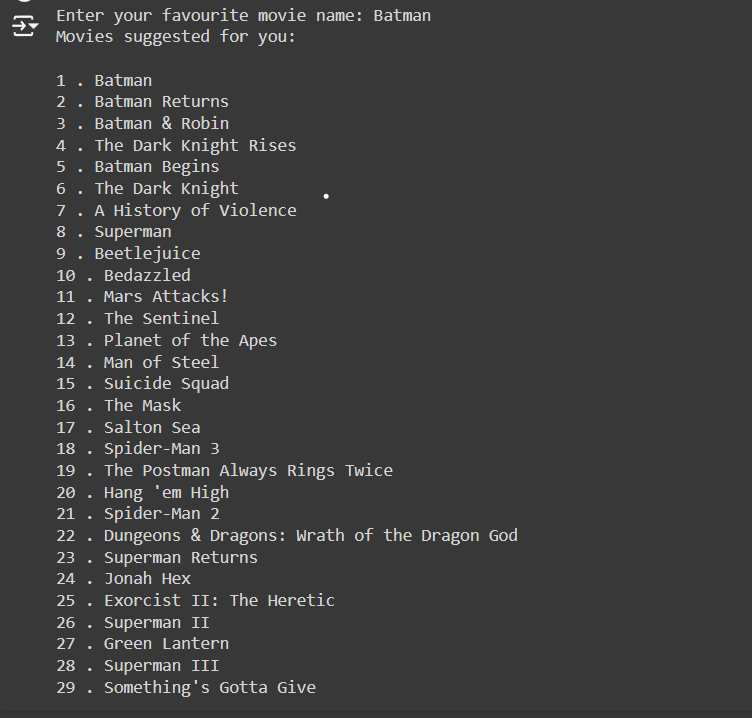 Enter your favourite movie name: Batman
Movies suggested for you:
1 . Batman
2 . Batman Returns
3 . Batman & Robin
4 . The Dark Knight Rises
5 . Batman Begins
6 . The Dark Knight
7 . A History of Violence
8 . Superman
9 . Beetlejuice
10 . Bedazzled
11 . Mars Attacks!
12 . The Sentinel
13 . Planet of the Apes
14 . Man of Steel
15 . Suicide Squad
16 . The Mask
17 . Salton Sea
18 . Spider-Man 3
19 . The Postman Always Rings Twice
20 . Hang 'em High
21 . Spider-Man 2
22 . Dungeons & Dragons: Wrath of the Dragon God
23 . Superman Returns
24 . Jonah Hex
25 . Exorcist II: The Heretic
26 . Superman II
27 . Green Lantern
28 . Superman III
29 . Something's Gotta Give